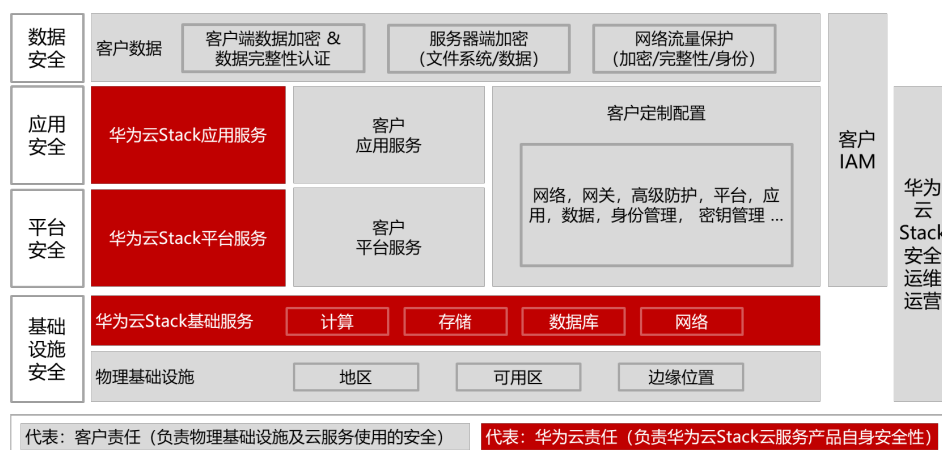 数据
安全
客户数据
客户端数据加密 &
数据完整性认证
服务器端加密
（文件系统/数据）
网络流量保护
（加密/完整性/身份）
客户
IAM
华为
云
Stack
安全
运维
运营
应用
安全
华为云Stack应用服务
客户
应用服务
客户定制配置
网络，网关，高级防护，平台，应
用，数据，身份管理， 密钥管理 ...
平台
安全
华为云Stack平台服务
客户
平台服务
基础
设施
安全
华为云Stack基础服务
计算
存储
数据库
网络
物理基础设施
地区
可用区
边缘位置
代表：客户责任（负责物理基础设施及云服务使用的安全）
代表：华为云责任（负责华为云Stack云服务产品自身安全性）